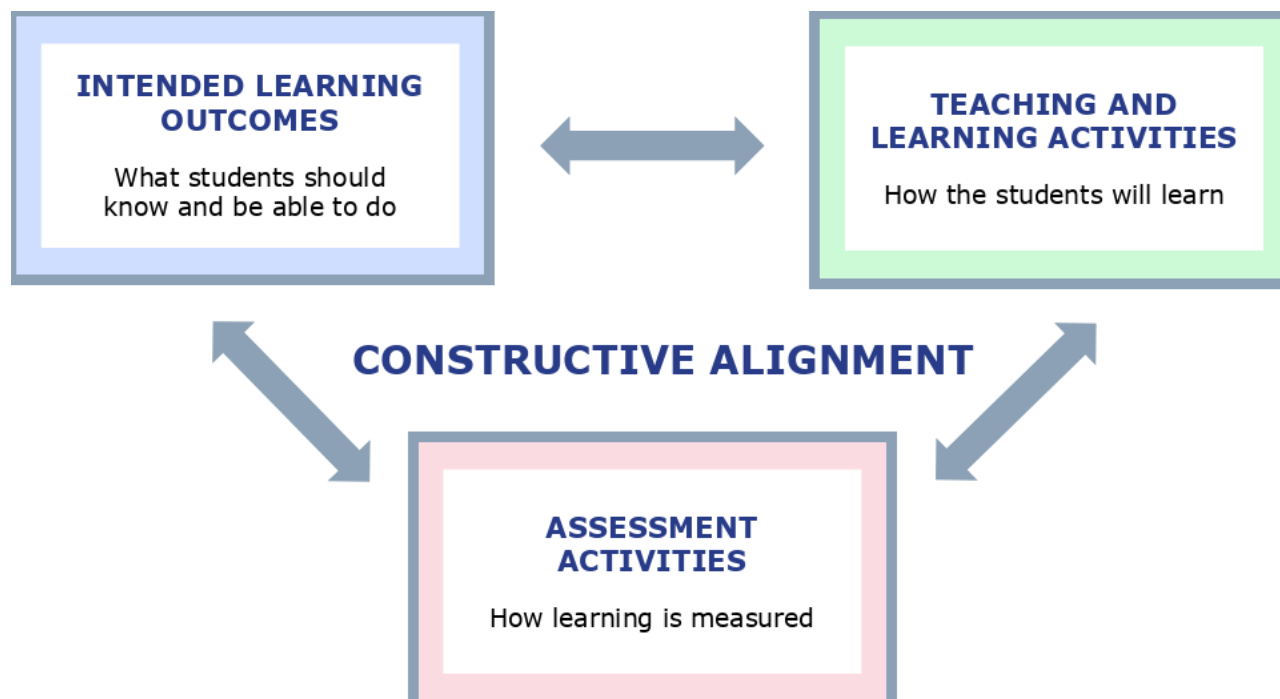 INTENDED LEARNING
OUTCOMES
What students should
know and be able to do
TEACHING AND
LEARNING ACTIVITIES
How the students will learn
CONSTRUCTIVE ALIGNMENT
ASSESSMENT
ACTIVITIES
How learning is measured